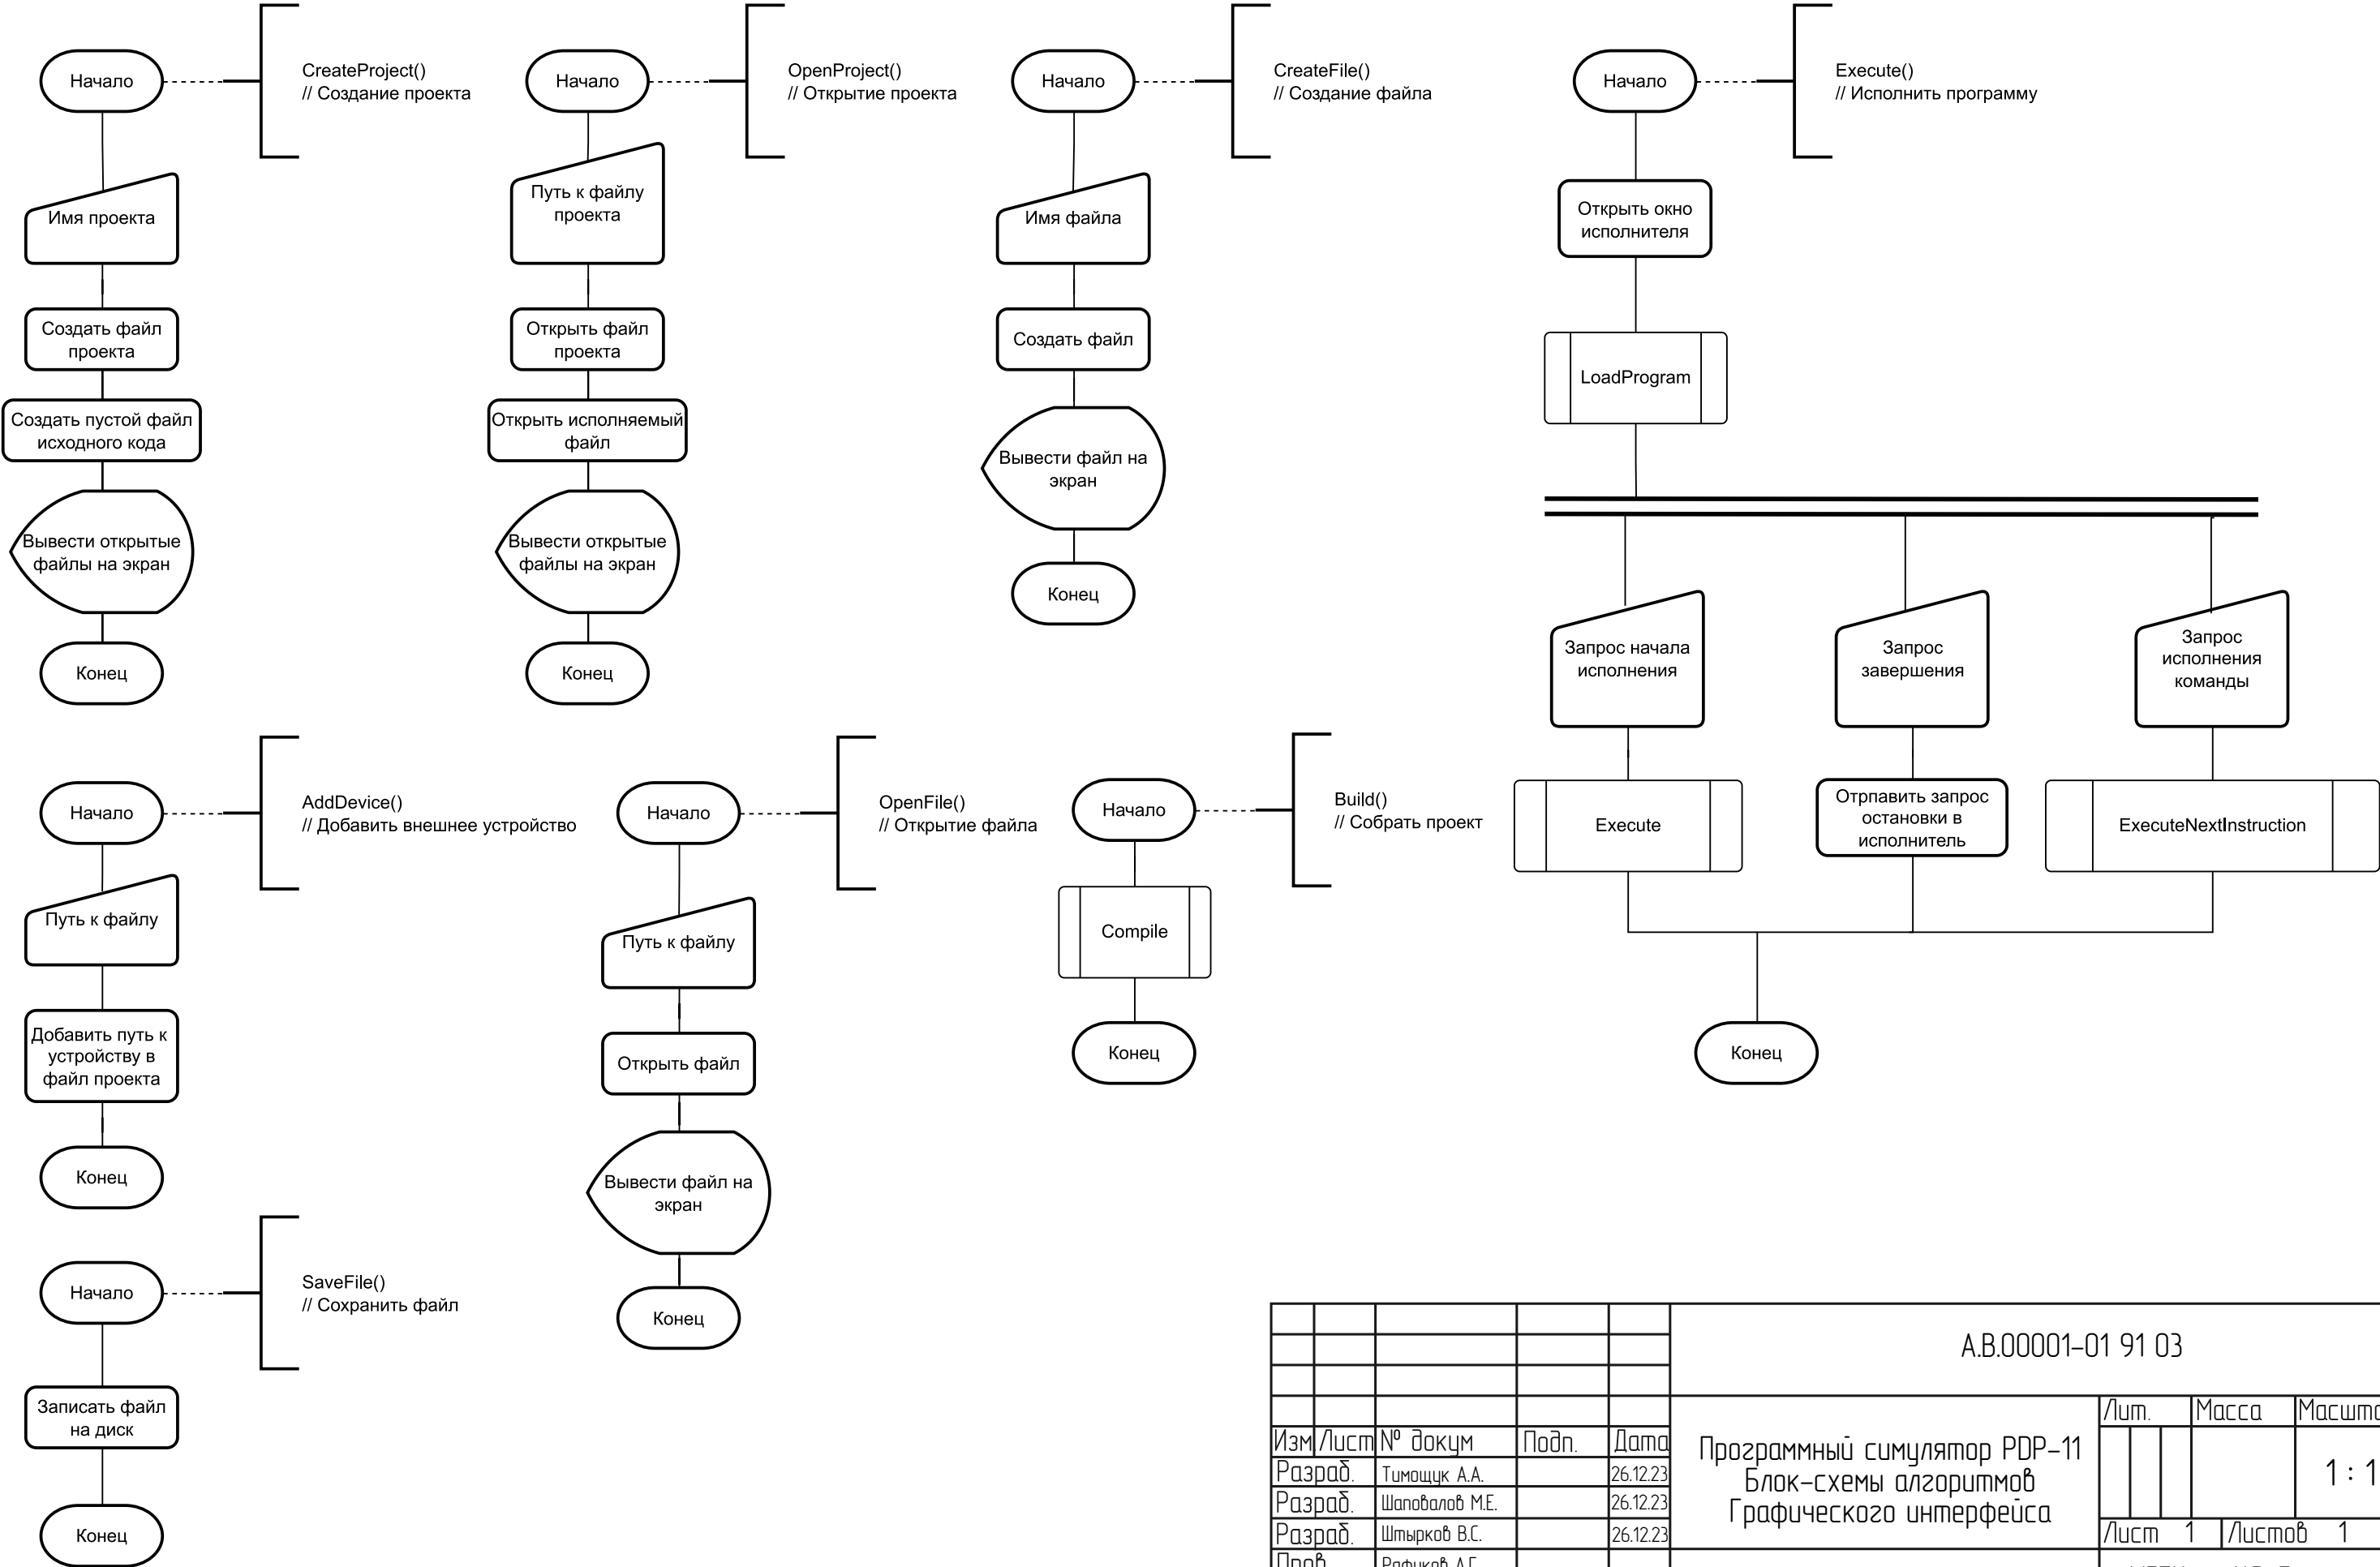 Начало
CreateProject()
// Создание проекта
Имя проекта
Создать файл
проекта
Создать пустой файл
исходного кода
Вывести открытые
файлы на экран
Конец
Начало
OpenProject()
// Открытие проекта
Путь к файлу
проекта
Открыть файл
проекта
Открыть исполняемый
файл
Вывести открытые
файлы на экран
Конец
Начало
CreateFile()
// Создание файла
Имя файла
Создать файл
Вывести файл на
экран
Конец
Начало
Execute()
// Исполнить программу
Открыть окно
исполнителя
LoadProgram
Запрос начала
исполнения
Execute
Запрос
завершения
Отрпавить запрос
остановки в
исполнитель
Запрос
исполнения
команды
ExecuteNextInstruction
Конец
Начало
AddDevice()
// Добавить внешнее устройство
Путь к файлу
Добавить путь к
устройству в
файл проекта
Конец
Начало
OpenFile()
// Открытие файла
Путь к файлу
Открыть файл
Вывести файл на
экран
Конец
Начало
Build()
// Собрать проект
Compile
Конец
Начало
SaveFile()
// Сохранить файл
Записать файл
на диск
Конец
А.В.00001-01 91 03
Изм Лист № докум Подп. Дата
Разраб. Тимощук А.А. 26.12.23
Разраб. Шаповалов М.Е. 26.12.23
Разраб. Штырков В.С. 26.12.23
Программный симулятор PDP-11
Блок-схемы алгоритмов
Графического интерфейса
Лит. Масса
1 : 1
Лист 1 Листов 1